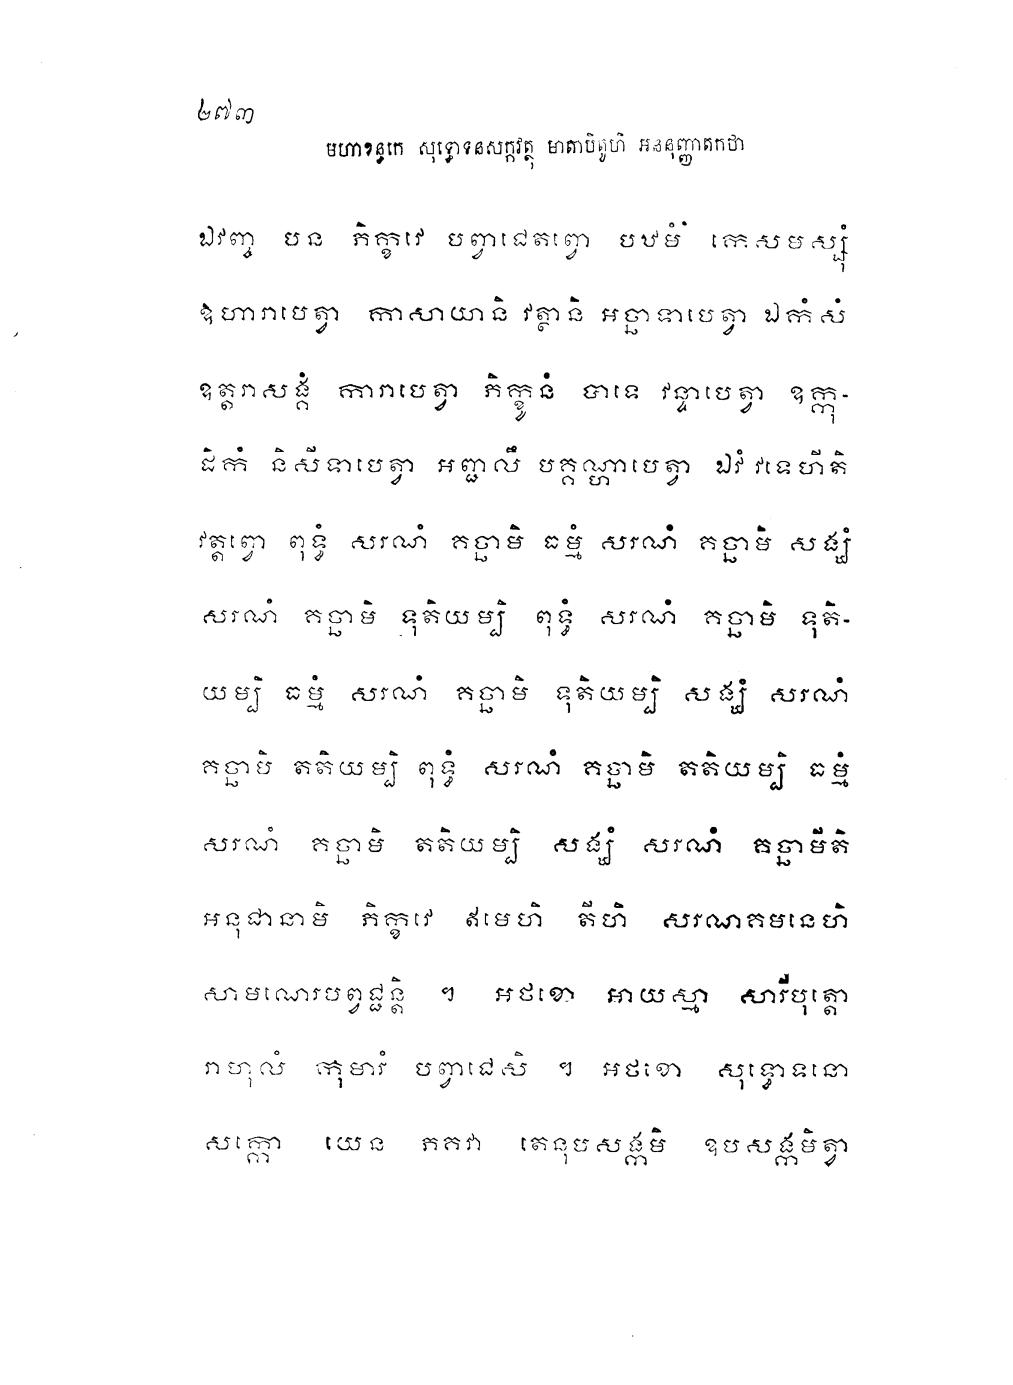 ២៧៣
មហាខន្ធកេ សុទ្ធោទនសក្កវត្ថុ មាតាបិតូហិ អននុញ្ញាតកថា
ឯវញ្ច បន ភិក្ខវេ បញ្វាជេតញ្វោ បឋមំ កេសមស្សុំ
ឱហារាបេត្វា កាសាយានិ វត្ថានិ អច្ឆាទាបេត្វា ឯកំសំ
ឧត្តរាសង្គំ ការាបេត្វា ភិក្ខូនំ បាទេ វន្ទាបេត្វា ឧក្កុ-
ដិកំ និសីទាបេត្វា អញ្ជលឹ បគ្គណ្ហាបេត្វា ឯវំ វទេហីតិ
វត្តញ្វោ ពុទ្ធំ សរណំ គច្ឆាមិ ធម្មំ សរណំ គច្ឆាមិ សង្ឃំ
សរណំ គច្ឆាមិ ទុតិយម្បិ ពុទ្ធំ សរណំ គច្ឆាមិ ទុតិ-
យម្បិ ធម្មំ សរណំ គច្ឆាមិ ទុតិយម្បិ សង្ឃំ សរណំ
គច្ឆាមិ តតិយម្បិ ពុទ្ធំ សរណំ គច្ឆាមិ តតិយម្បិ ធម្មំ
សរណំ គច្ឆាមិ តតិយម្បិ សង្ឃំ សរណំ គច្ឆាមីតិ
អនុជានាមិ ភិក្ខវេ ឥមេហិ តីហិ សរណគមនេហិ
សាមណេរបព្វជ្ជន្តិ ។ អថខោ អាយស្មា សារីបុត្តោ
រាហុលំ កុមារំ បញ្វាជេសិ ។ អថខោ សុទ្ធោទនោ
សក្កោ យេន ភគវា តេនុបសង្កមិ ឧបសង្កមិត្វា